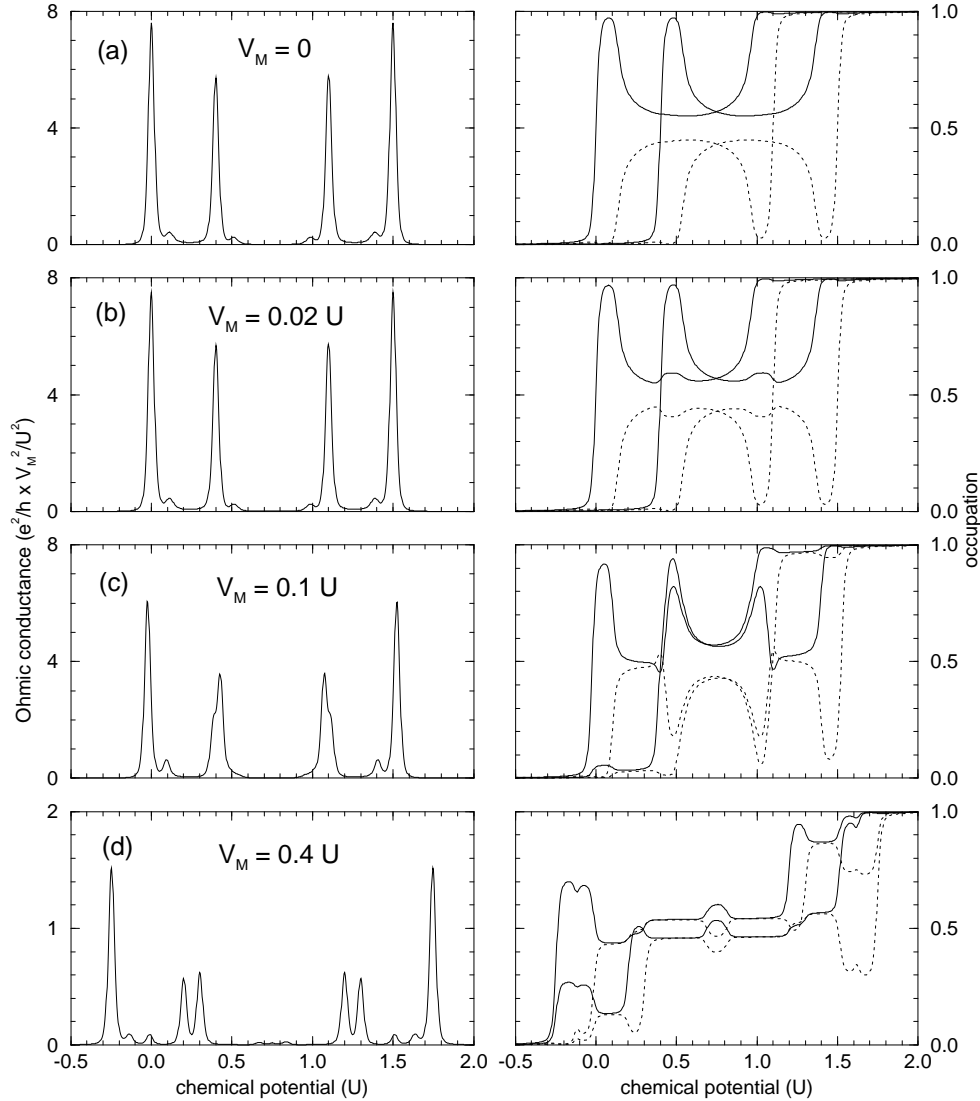 8
4
0
(a)
V_M = 0
1.0
0.5
0.0
8
4
0
(b)
V_M = 0.02 U
1.0
0.5
0.0
8
4
0
(c)
V_M = 0.1 U
1.0
0.5
0.0
2
1
0
(d)
V_M = 0.4 U
1.0
0.5
0.0
-0.5 0.0 0.5 1.0 1.5 2.0
-0.5 0.0 0.5 1.0 1.5 2.0
chemical potential (U)
chemical potential (U)
Ohmic conductance (e²/h x V_M²/U²)
occupation